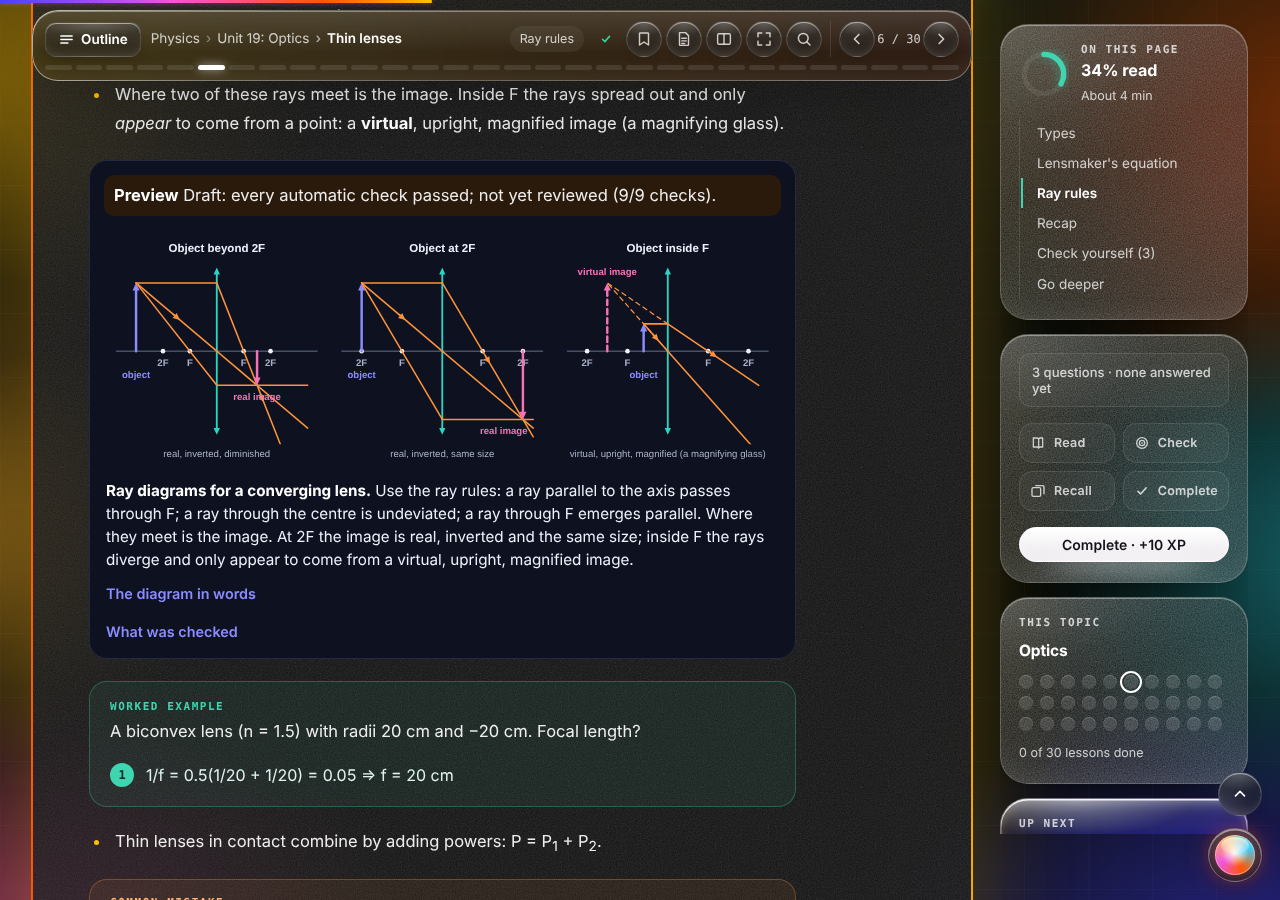 Outline
Physics › Unit 19: Optics › Thin lenses
Ray rules
6 / 30
Where two of these rays meet is the image. Inside F the rays spread out and only
appear to come from a point: a virtual, upright, magnified image (a magnifying glass).
Preview Draft: every automatic check passed; not yet reviewed (9/9 checks).
Object beyond 2F
2F
F
F
2F
object
real image
real, inverted, diminished
Object at 2F
2F
F
F
2F
object
real image
real, inverted, same size
Object inside F
virtual image
2F
F
F
2F
object
virtual, upright, magnified (a magnifying glass)
Ray diagrams for a converging lens. Use the ray rules: a ray parallel to the axis passes
through F; a ray through the centre is undeviated; a ray through F emerges parallel. Where
they meet is the image. At 2F the image is real, inverted and the same size; inside F the rays
diverge and only appear to come from a virtual, upright, magnified image.
The diagram in words
What was checked
WORKED EXAMPLE
A biconvex lens (n = 1.5) with radii 20 cm and −20 cm. Focal length?
1 1/f = 0.5(1/20 + 1/20) = 0.05 ⇒ f = 20 cm
Thin lenses in contact combine by adding powers: P = P₁ + P₂.
COMMON MISTAKE
ON THIS PAGE
34% read
About 4 min
Types
Lensmaker's equation
Ray rules
Recap
Check yourself (3)
Go deeper
3 questions · none answered
yet
Read
Check
Recall
Complete
Complete · +10 XP
THIS TOPIC
Optics
0 of 30 lessons done
UP NEXT